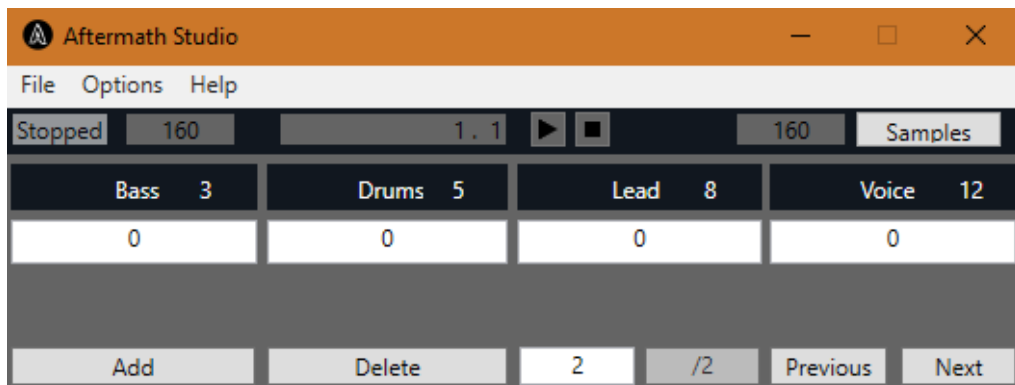 Aftermath Studio
File Options Help
Stopped 160 1. 1 160 Samples
Bass 3 Drums 5 Lead 8 Voice 12
0 0 0 0
Add Delete 2 /2 Previous Next